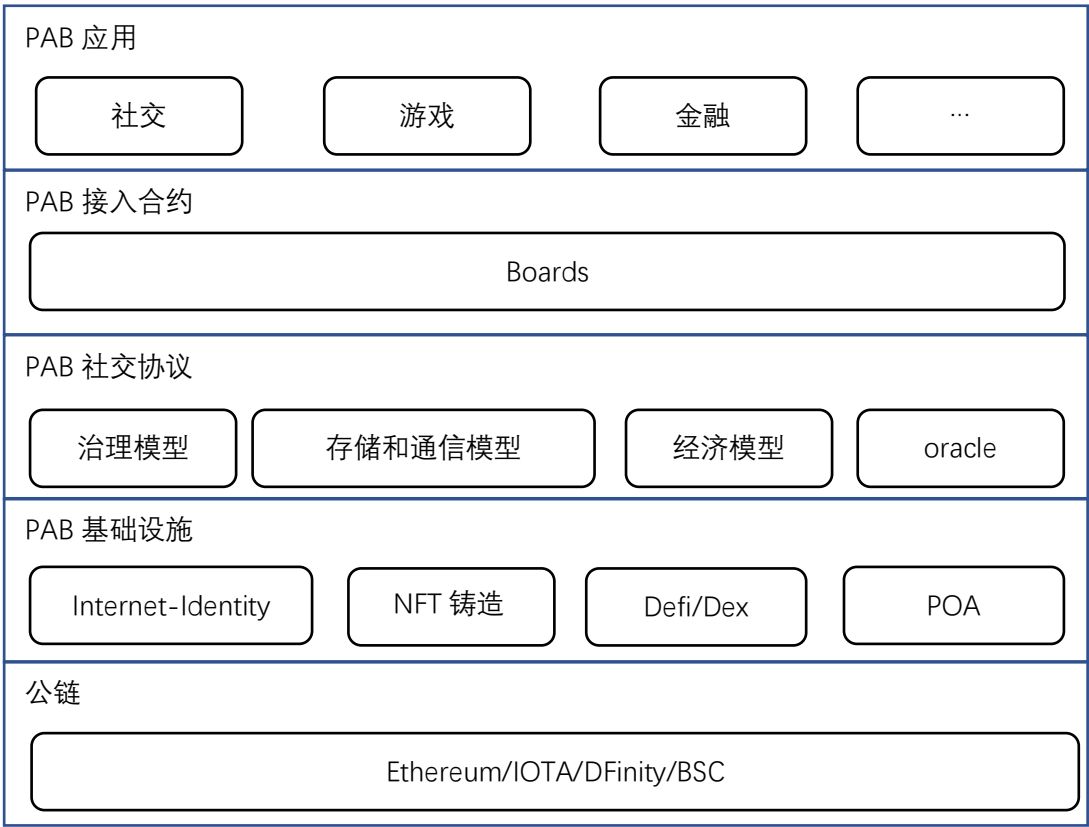 PAB 应用
社交
游戏
金融
...
PAB 接入合约
Boards
PAB 社交协议
治理模型
存储和通信模型
经济模型
oracle
PAB 基础设施
Internet-Identity
NFT 铸造
Defi/Dex
POA
公链
Ethereum/IOTA/DFinity/BSC